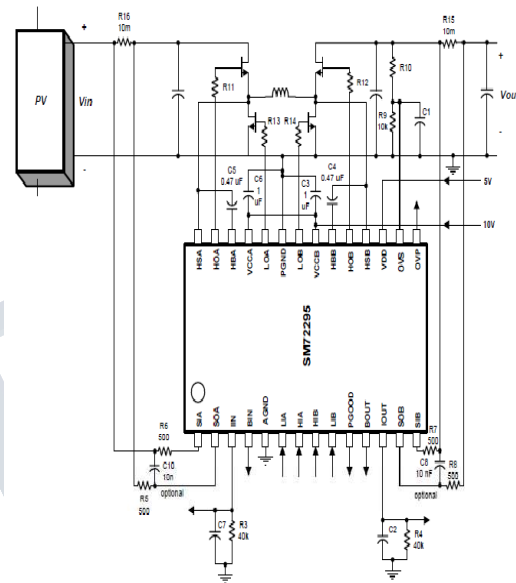 R16
10m
R15
10m
+
+
PV
Vin
R11
R12
R10
R13
R14
R9
10k
C1
Vou
-
-
C5
0.47 uF
C6
1
uF
C3
1
uF
C4
0.47 uF
5V
10V
HSA
HOA
HBA
VCCA
LOA
PGND
LOB
VCCB
HBB
HOB
HSB
VDD
OVS
OVP
SM72295
SIA
SOA
IIN
BIN
AGND
LIA
HIA
HIB
LIB
PGOOD
BOUT
IOUT
SOB
SIB
R6
500
C10
10n
R5
500
optional
R7
500
C8
10 nF
R8
500
optional
C7
R3
40k
C2
R4
40k